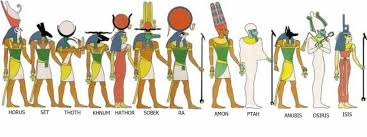 HORUS SET THOTH KHNUM HATHOR SOBEK RA AMON PTAH ANUBIS OSIRIS ISIS